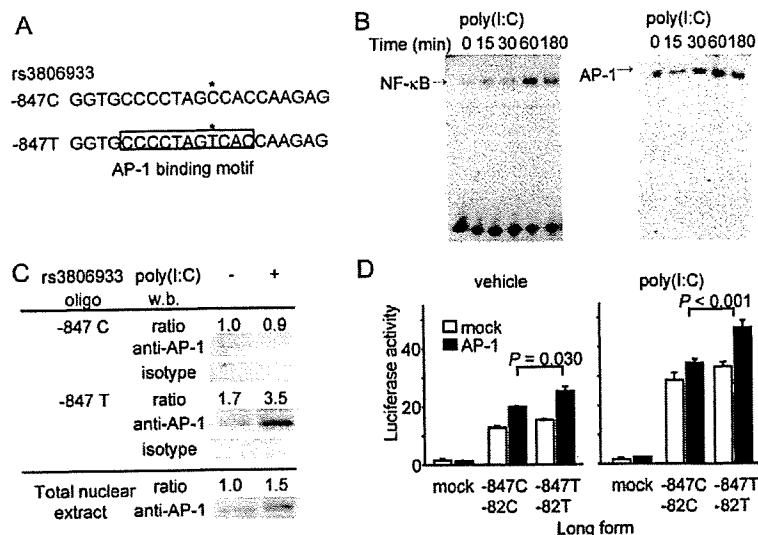 A
rs3806933
*
-847C GGTGCCCCTAGCCACCAAGAG
*
-847T GGTGCCCCTAGTCACCAAGAG
AP-1 binding motif
B
poly(I:C)
Time (min) 0 15 30 60 180
NF-κB
poly(I:C)
0 15 30 60 180
AP-1
C
rs3806933 poly(I:C) - +
oligo w.b.
-847 C ratio 1.0 0.9
anti-AP-1
isotype
-847 T ratio 1.7 3.5
anti-AP-1
isotype
Total nuclear extract ratio 1.0 1.5
anti-AP-1
D
vehicle
poly(I:C)
P < 0.001
mock
AP-1
P = 0.030
Luciferase activity
40
20
0
mock -847C -847T
-82C -82T
mock -847C -847T
-82C -82T
Long form